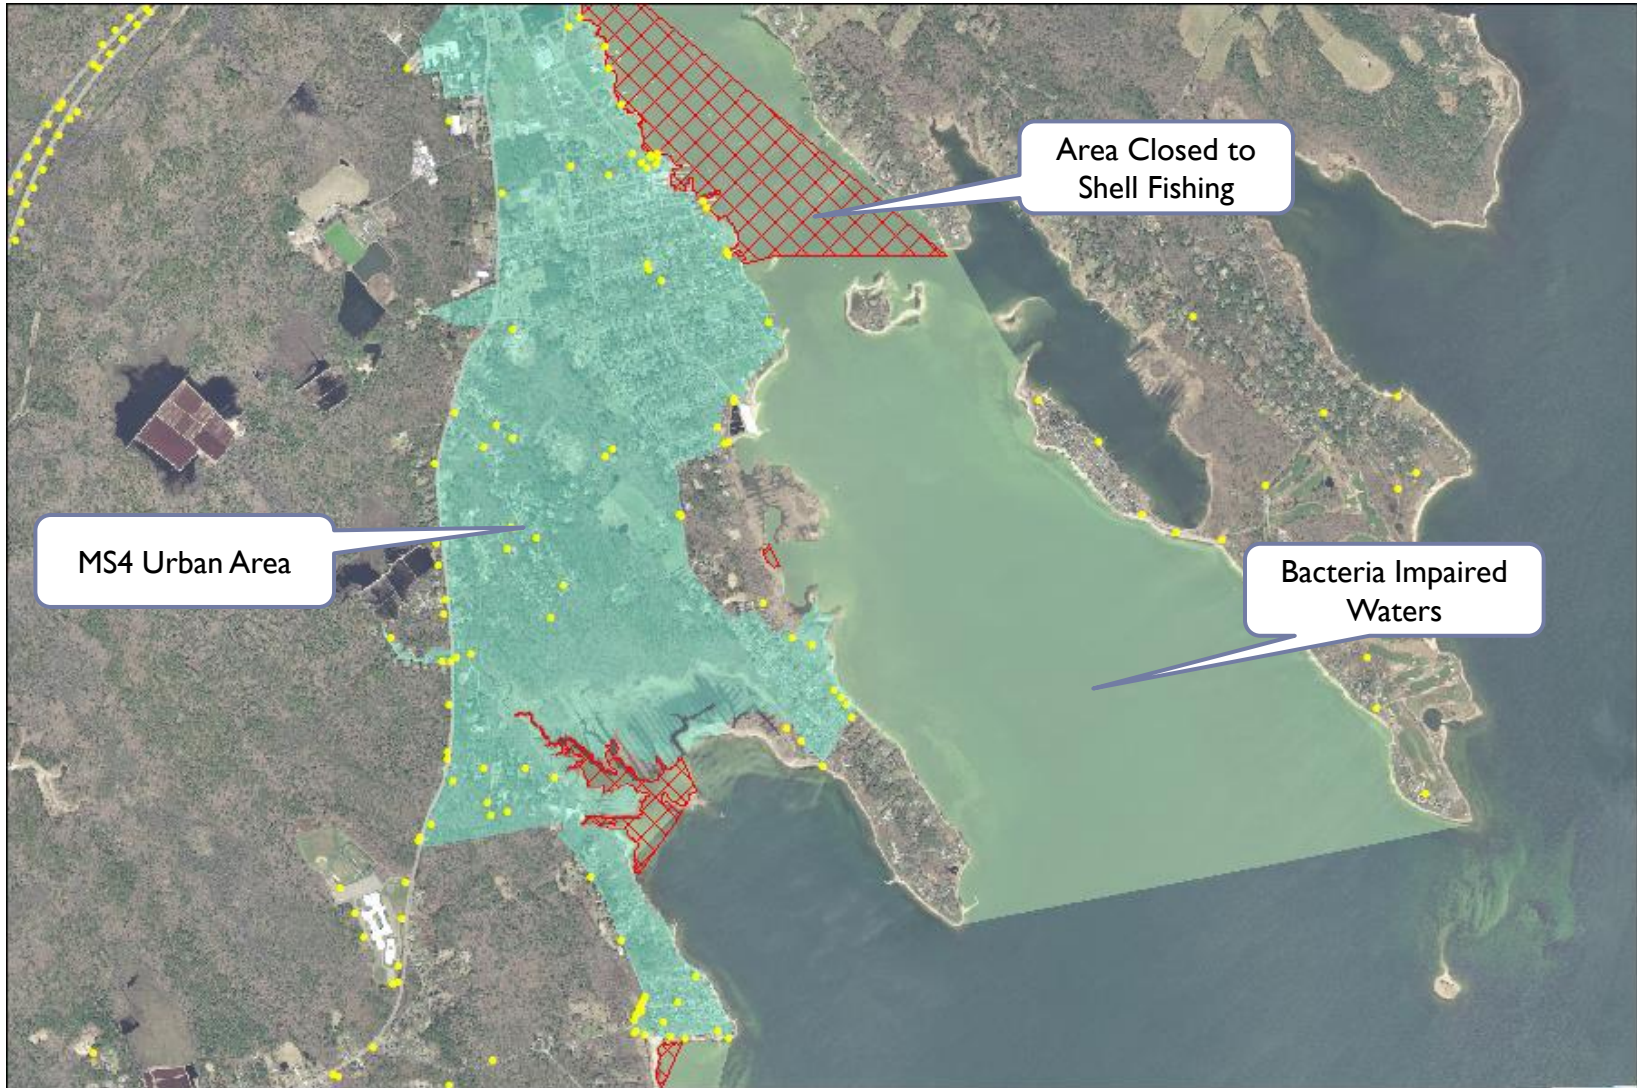 Area Closed to
Shell Fishing
MS4 Urban Area
Bacteria Impaired
Waters